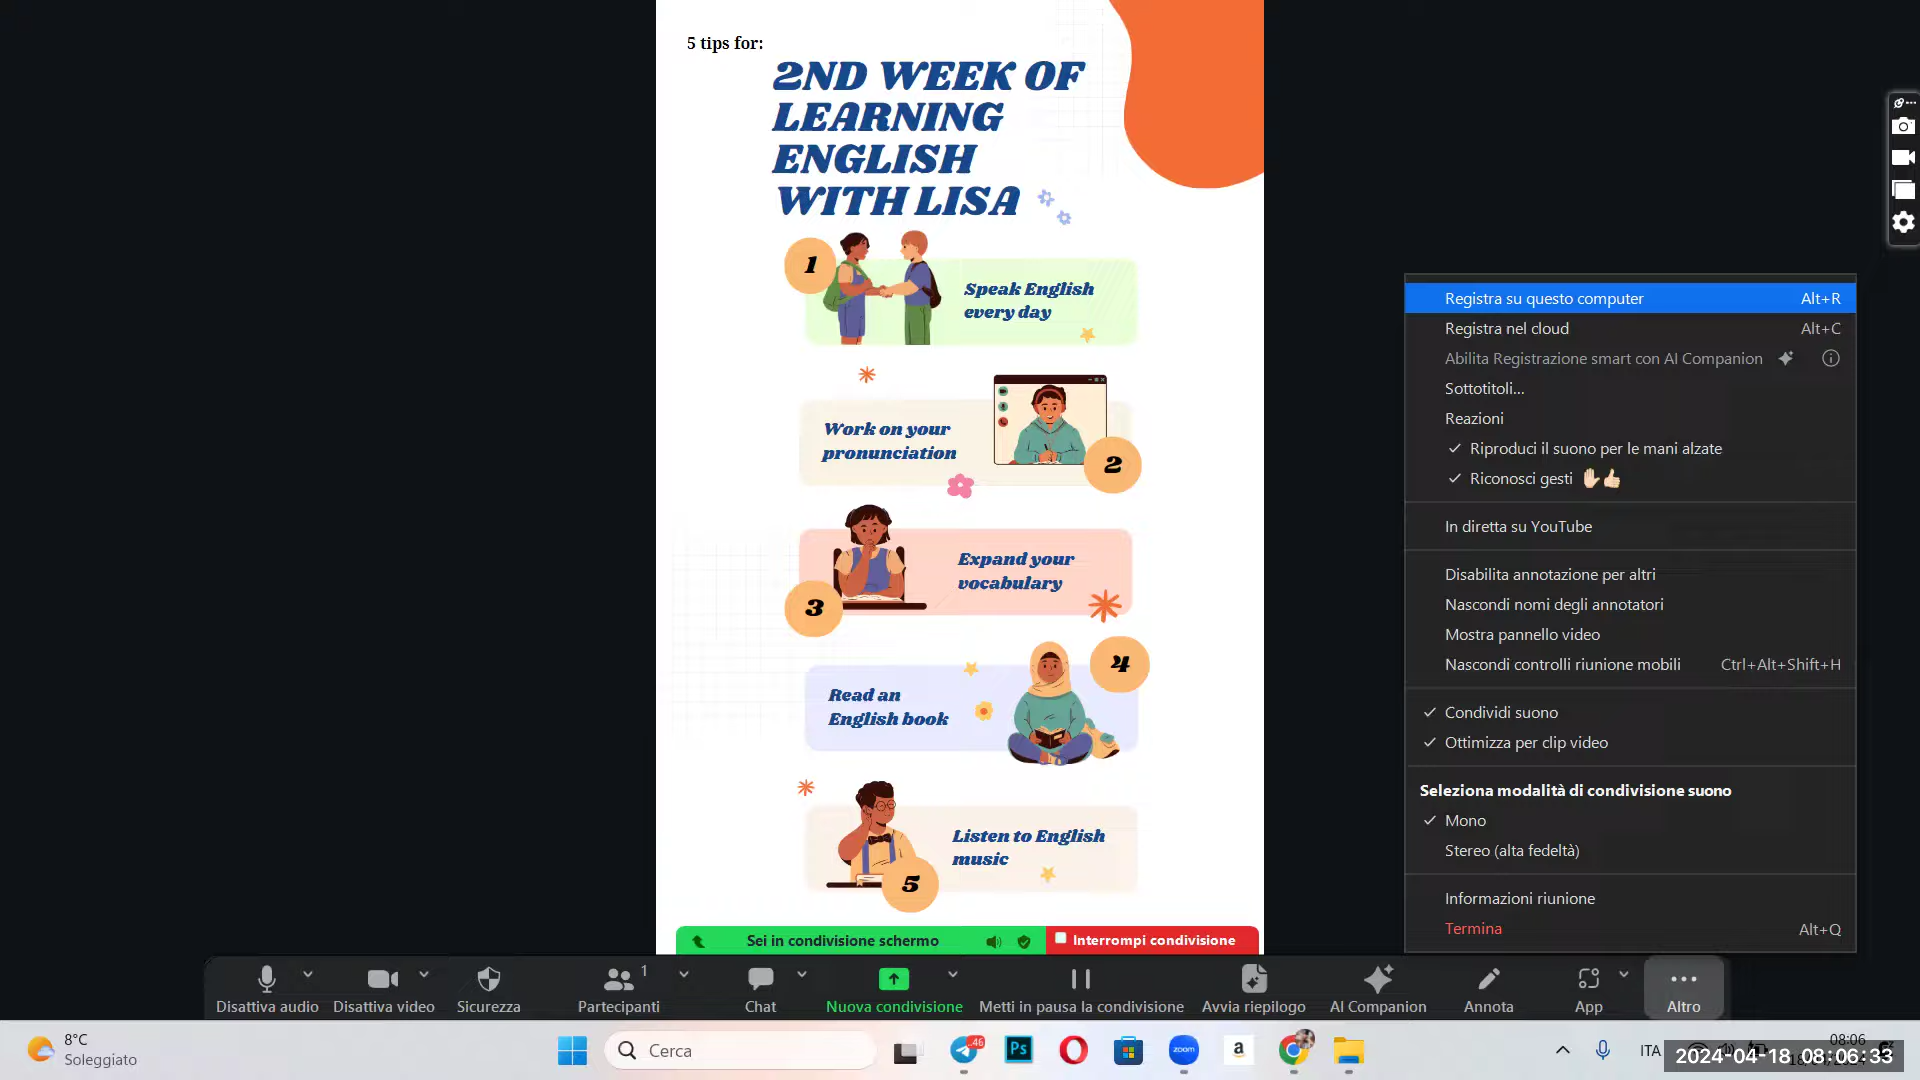 5 tips for:
2ND WEEK OF
LEARNING
ENGLISH
WITH LISA
1
Speak English
every day
Work on your
pronunciation
2
Expand your
vocabulary
3
4
Read an
English book
Listen to English
music
5
Registra su questo computer Alt+R
Registra nel cloud Alt+C
Abilita Registrazione smart con AI Companion
Sottotitoli...
Reazioni
Riproduci il suono per le mani alzate
Riconosci gesti
In diretta su YouTube
Disabilita annotazione per altri
Nascondi nomi degli annotatori
Mostra pannello video
Nascondi controlli riunione mobili Ctrl+Alt+Shift+H
Condividi suono
Ottimizza per clip video
Seleziona modalità di condivisione suono
Mono
Stereo (alta fedeltà)
Informazioni riunione
Termina Alt+Q
Sei in condivisione schermo Interrompi condivisione
1
Disattiva audio Disattiva video Sicurezza Partecipanti Chat Nuova condivisione Metti in pausa la condivisione Avvia riepilogo AI Companion Annota App Altro
8°C
Soleggiato
Cerca
..46
Ps
zoom
a
ITA
08:06
2024-04-18 08:06:33